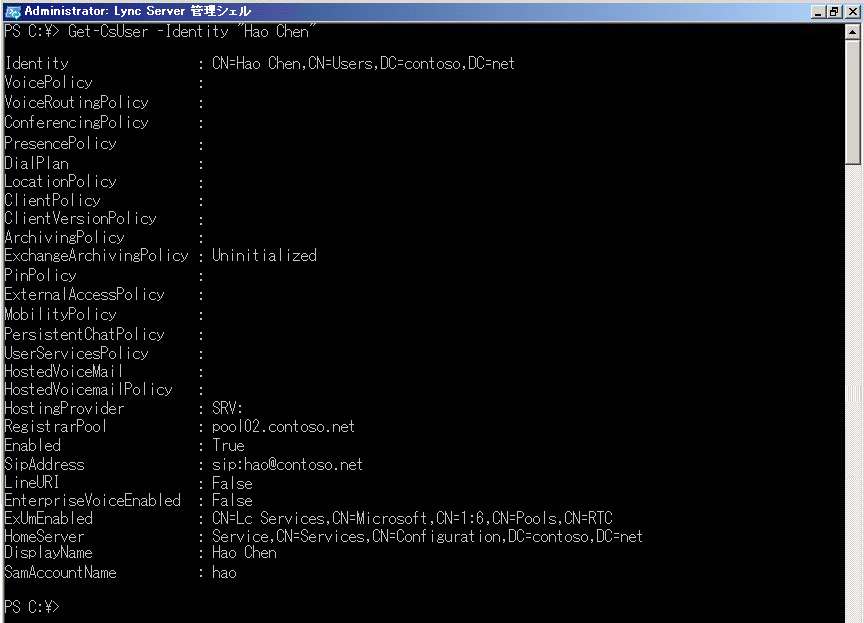 Administrator: Lync Server 管理シェル
PS C:¥> Get-CsUser -Identity "Hao Chen"
Identity : CN=Hao Chen,CN=Users,DC=contoso,DC=net
VoicePolicy :
VoiceRoutingPolicy :
ConferencingPolicy :
PresencePolicy :
DialPlan :
LocationPolicy :
ClientPolicy :
ClientVersionPolicy :
ArchivingPolicy :
ExchangeArchivingPolicy : Uninitialized
PinPolicy :
ExternalAccessPolicy :
MobilityPolicy :
PersistentChatPolicy :
UserServicesPolicy :
HostedVoiceMail :
HostedVoicemailPolicy :
HostingProvider : SRV:
RegistrarPool : pool02.contoso.net
Enabled : True
SipAddress : sip:hao@contoso.net
LineURI : False
EnterpriseVoiceEnabled : False
ExUmEnabled : CN=Lc Services,CN=Microsoft,CN=1:6,CN=Pools,CN=RTC
HomeServer : Service,CN=Services,CN=Configuration,DC=contoso,DC=net
DisplayName : Hao Chen
SamAccountName : hao
PS C:¥>